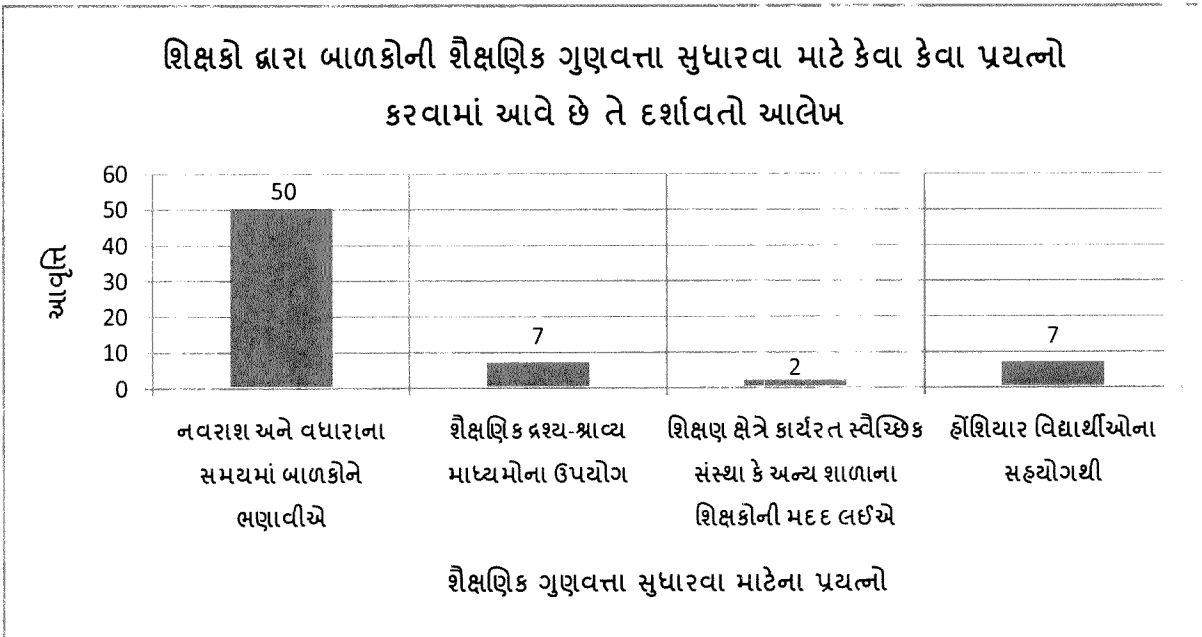 શિક્ષકો દ્વારા બાળકોની શૈક્ષણિક ગુણવત્તા સુધારવા માટે કેવા કેવા પ્રયત્નો
કરવામાં આવે છે તે દર્શાવતો આલેખ
આવૃત્તિ
60
50
40
30
20
10
0
50
7
2
7
નવરાશ અને વધારાના
સમયમાં બાળકોને
ભણાવીએ
શૈક્ષણિક દ્રશ્ય-શ્રાવ્ય
માધ્યમોના ઉપયોગ
શિક્ષણ ક્ષેત્રે કાર્યરત સ્વૈચ્છિક
સંસ્થા કે અન્ય શાળાના
શિક્ષકોની મદદ લઈએ
હોંશિયાર વિદ્યાર્થીઓના
સહયોગથી
શૈક્ષણિક ગુણવત્તા સુધારવા માટેના પ્રયત્નો